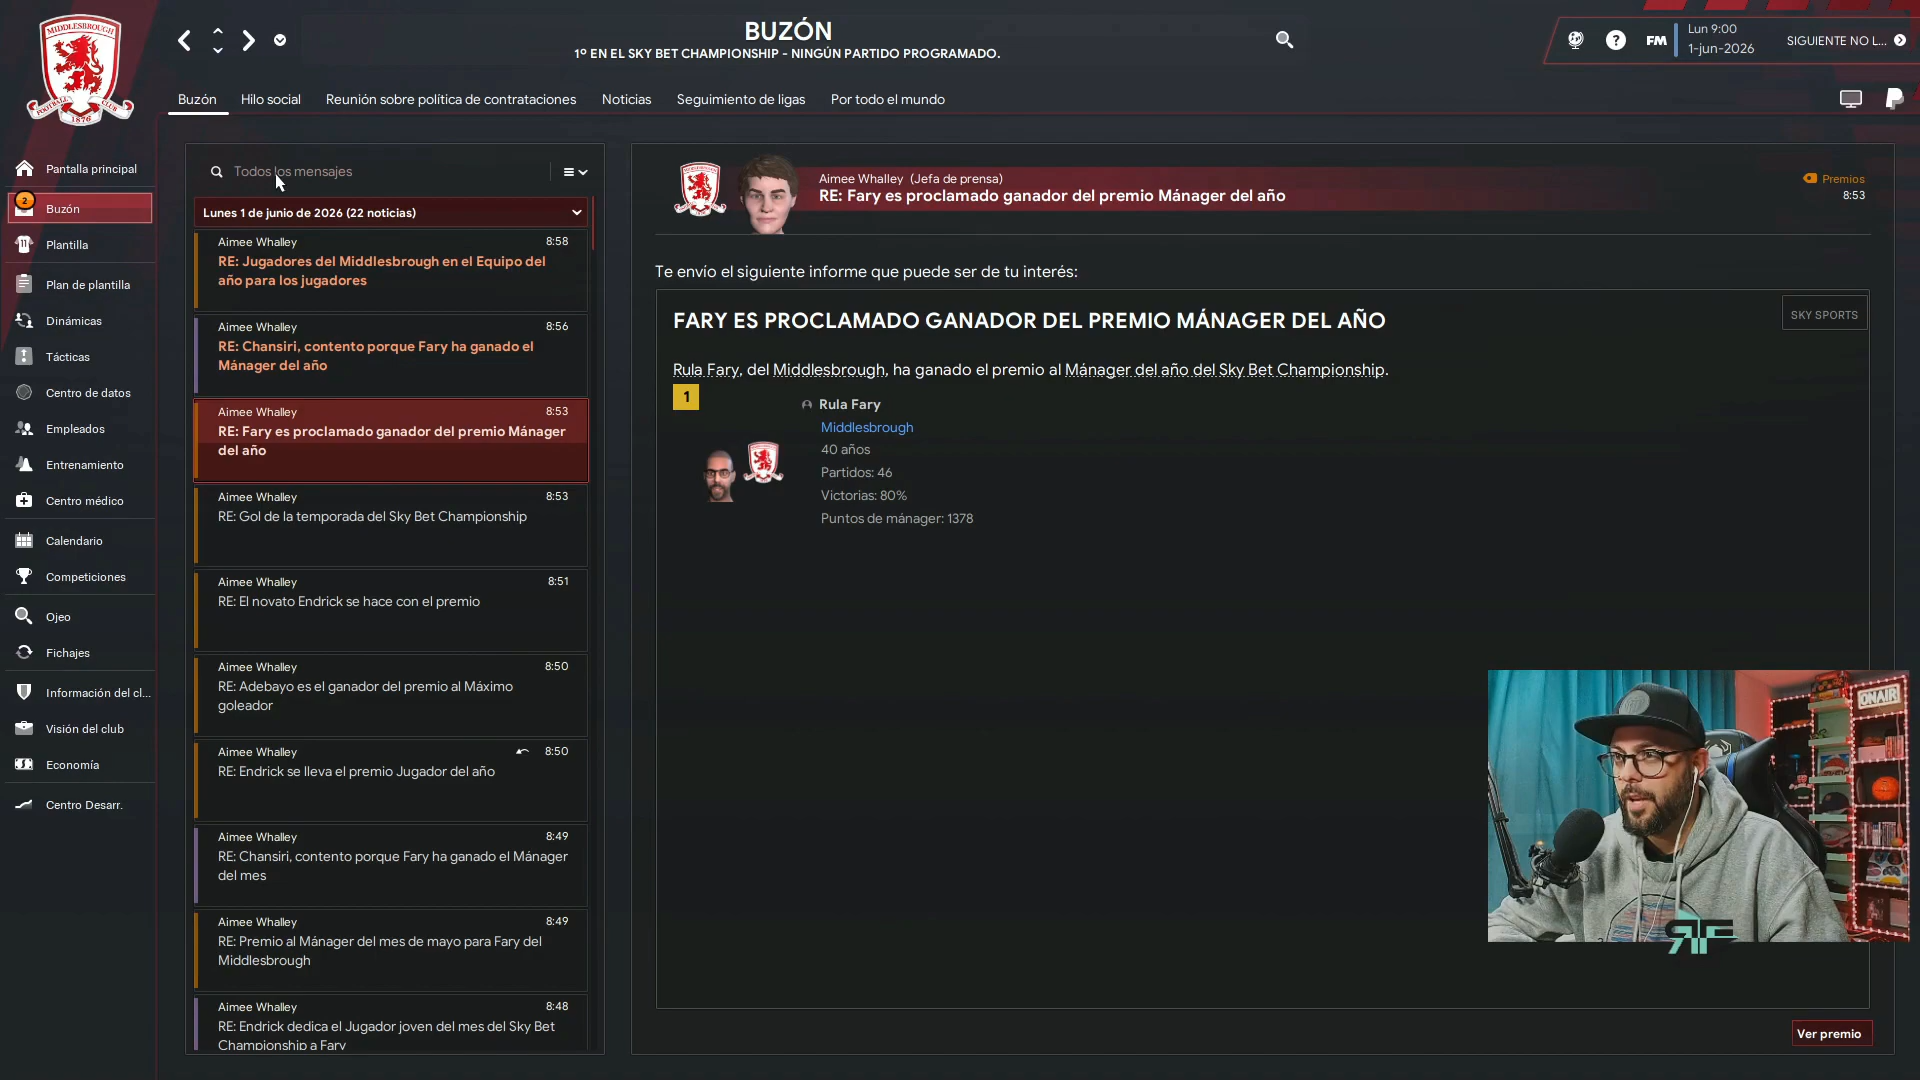 BUZÓN
1º EN EL SKY BET CHAMPIONSHIP - NINGÚN PARTIDO PROGRAMADO.
FM
Lun 9:00
1-jun-2026
SIGUIENTE NO L...
MIDDLESBROUGH
FOOTBALL CLUB
1876
Buzón
Hilo social
Reunión sobre política de contrataciones
Noticias
Seguimiento de ligas
Por todo el mundo
Pantalla principal
2
Buzón
11
Plantilla
Plan de plantilla
Dinámicas
Tácticas
Centro de datos
Empleados
Entrenamiento
Centro médico
Calendario
Competiciones
Ojeo
Fichajes
Información del cl...
Visión del club
Economía
Centro Desarr.
Todos los mensajes
Lunes 1 de junio de 2026 (22 noticias)
Aimee Whalley
8:58
RE: Jugadores del Middlesbrough en el Equipo del
año para los jugadores
Aimee Whalley
8:56
RE: Chansiri, contento porque Fary ha ganado el
Mánager del año
Aimee Whalley
8:53
RE: Fary es proclamado ganador del premio Mánager
del año
Aimee Whalley
8:53
RE: Gol de la temporada del Sky Bet Championship
Aimee Whalley
8:51
RE: El novato Endrick se hace con el premio
Aimee Whalley
8:50
RE: Adebayo es el ganador del premio al Máximo
goleador
Aimee Whalley
8:50
RE: Endrick se lleva el premio Jugador del año
Aimee Whalley
8:49
RE: Chansiri, contento porque Fary ha ganado el Mánager
del mes
Aimee Whalley
8:49
RE: Premio al Mánager del mes de mayo para Fary del
Middlesbrough
Aimee Whalley
8:48
RE: Endrick dedica el Jugador joven del mes del Sky Bet
Championship a Fary
Aimee Whalley (Jefa de prensa)
RE: Fary es proclamado ganador del premio Mánager del año
Premios
8:53
Te envío el siguiente informe que puede ser de tu interés:
FARY ES PROCLAMADO GANADOR DEL PREMIO MÁNAGER DEL AÑO
SKY SPORTS
Rula Fary, del Middlesbrough, ha ganado el premio al Mánager del año del Sky Bet Championship.
1
Rula Fary
Middlesbrough
40 años
Partidos: 46
Victorias: 80%
Puntos de mánager: 1378
ON AIR
Ver premio